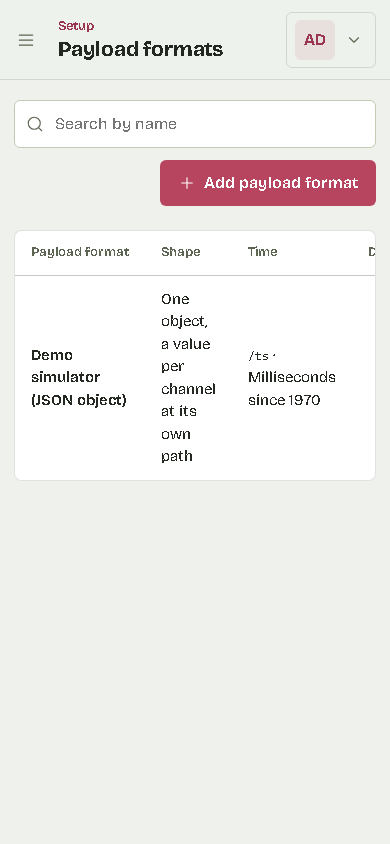 Setup
Payload formats
AD
Search by name
Add payload format
Payload format Shape Time D
One
object,
a value
per
channel
at its
own
path
Demo
simulator
(JSON object)
/ts ·
Milliseconds
since 1970